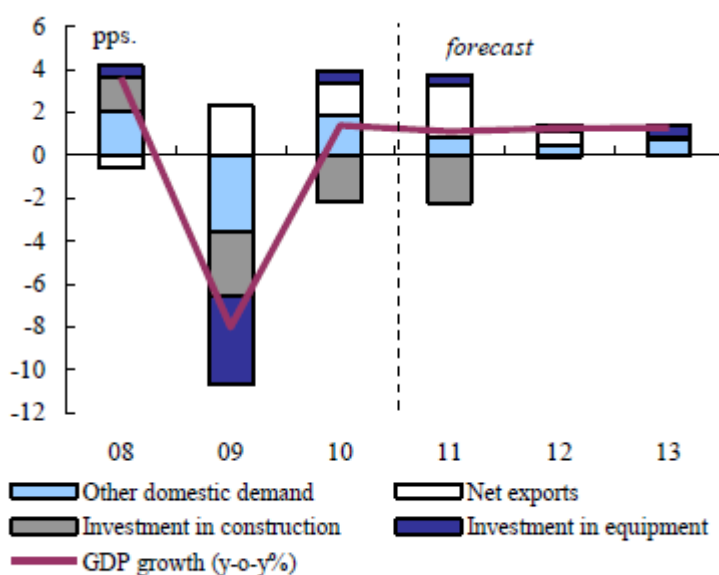 6
pps.
forecast
4
2
0
-2
-4
-6
-8
-10
-12
08 09 10 11 12 13
Other domestic demand Net exports
Investment in construction Investment in equipment
GDP growth (y-o-y%)